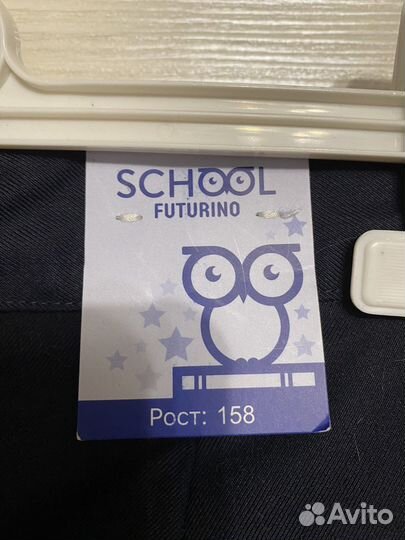 SCHOOL
FUTURINO
Рост: 158
Avito